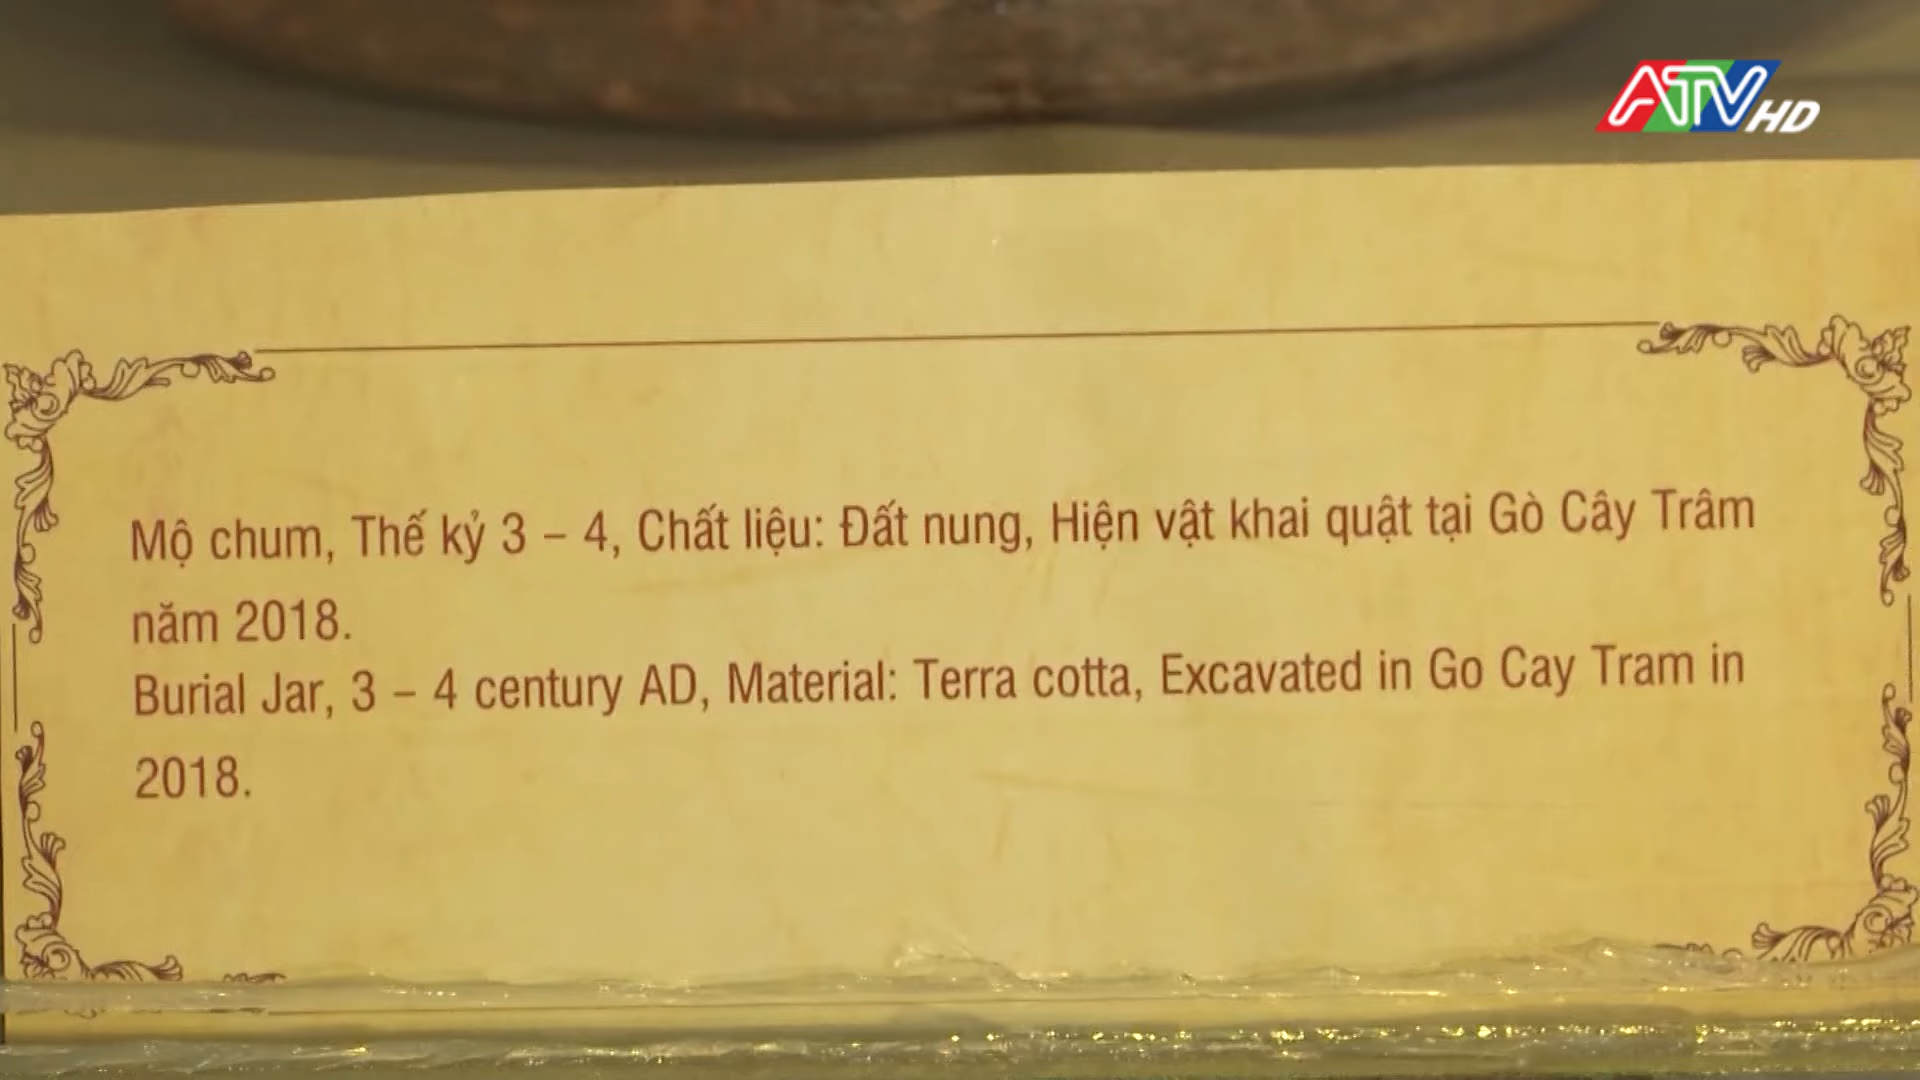 ATV HD
Mộ chum, Thế kỷ 3 – 4, Chất liệu: Đất nung, Hiện vật khai quật tại Gò Cây Trâm
năm 2018.
Burial Jar, 3 – 4 century AD, Material: Terra cotta, Excavated in Go Cay Tram in
2018.